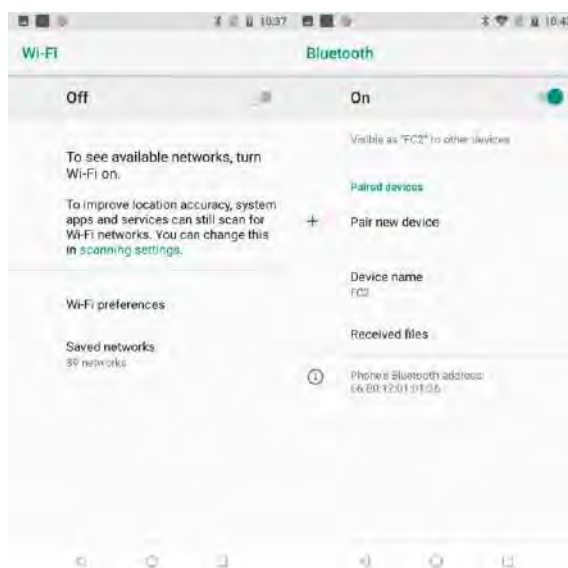 10:37
Wi-Fi
Off
To see available networks, turn
Wi-Fi on.
To improve location accuracy, system
apps and services can still scan for
Wi-Fi networks. You can change this
in scanning settings.
Wi-Fi preferences
Saved networks
89 networks
Bluetooth
On
Visible as "FC2" to other devices
Paired devices
Pair new device
Device name
FC2
Received files
Phone's Bluetooth address: